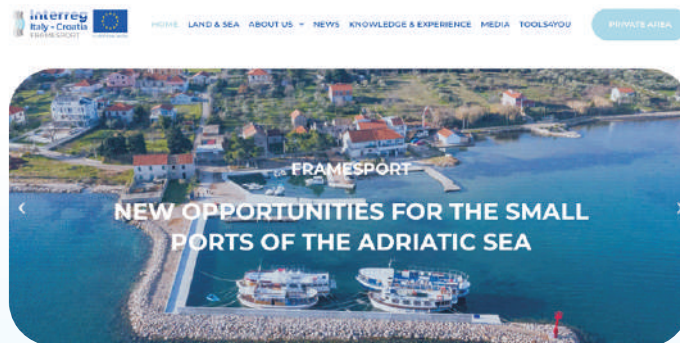 Interreg
Italy - Croatia
FRAMESPORT
HOME LAND & SEA ABOUT US NEWS KNOWLEDGE & EXPERIENCE MEDIA TOOLS4YOU PRIVATE AREA
FRAMESPORT
NEW OPPORTUNITIES FOR THE SMALL
PORTS OF THE ADRIATIC SEA